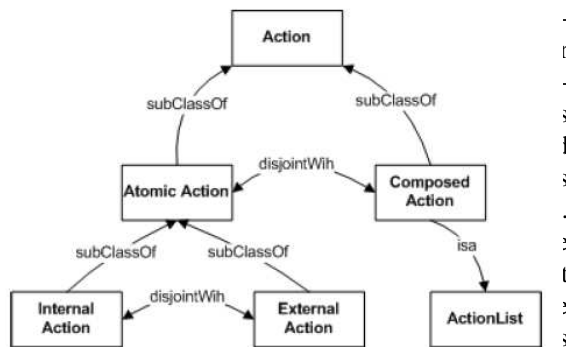 Action
subClassOf
subClassOf
disjointWih
Atomic Action
Composed
Action
subClassOf
subClassOf
isa
disjointWih
Internal
Action
External
Action
ActionList